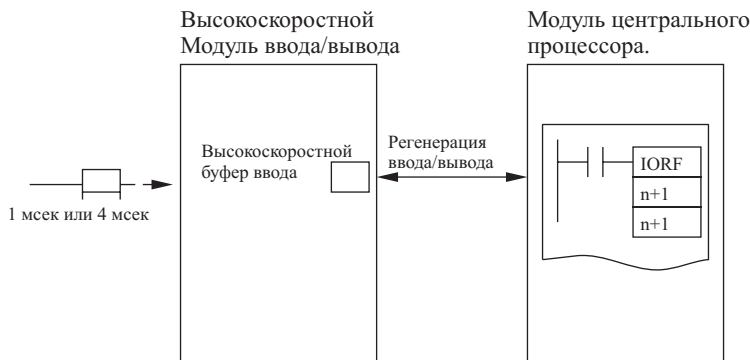 Высокоскоростной
Модуль ввода/вывода
Модуль центрального
процессора.
Высокоскоростной
буфер ввода
Регенерация
ввода/вывода
IORF
n+1
n+1
1 мсек или 4 мсек